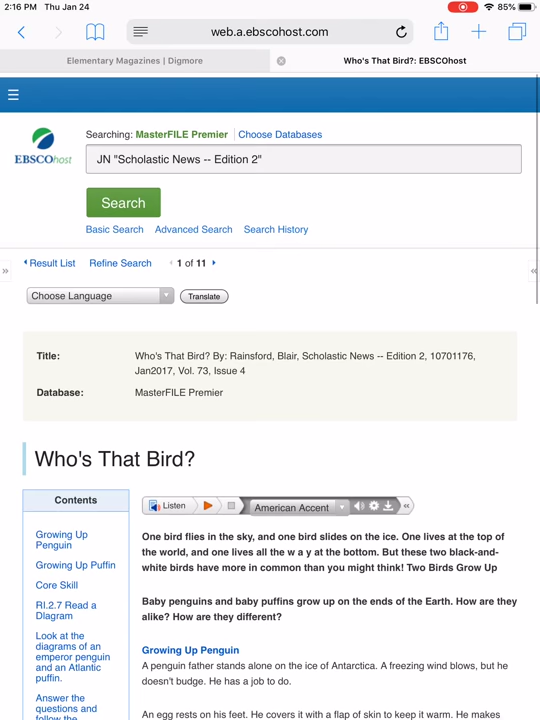 2:16 PM Thu Jan 24 85%
web.a.ebscohost.com
Elementary Magazines | Digmore
Who's That Bird?: EBSCOhost
Searching: MasterFILE Premier Choose Databases
EBSCOhost
JN "Scholastic News -- Edition 2"
Search
Basic Search Advanced Search Search History
Result List Refine Search 1 of 11
Choose Language Translate
Title: Who's That Bird? By: Rainsford, Blair, Scholastic News -- Edition 2, 10701176,
Jan2017, Vol. 73, Issue 4
Database: MasterFILE Premier
Who's That Bird?
Contents
Growing Up
Penguin
Growing Up Puffin
Core Skill
RI.2.7 Read a
Diagram
Look at the
diagrams of an
emperor penguin
and an Atlantic
puffin.
Answer the
questions and
follow the
Listen American Accent
One bird flies in the sky, and one bird slides on the ice. One lives at the top of
the world, and one lives all the w a y at the bottom. But these two black-and-
white birds have more in common than you might think! Two Birds Grow Up
Baby penguins and baby puffins grow up on the ends of the Earth. How are they
alike? How are they different?
Growing Up Penguin
A penguin father stands alone on the ice of Antarctica. A freezing wind blows, but he
doesn't budge. He has a job to do.
An egg rests on his feet. He covers it with a flap of skin to keep it warm. He makes